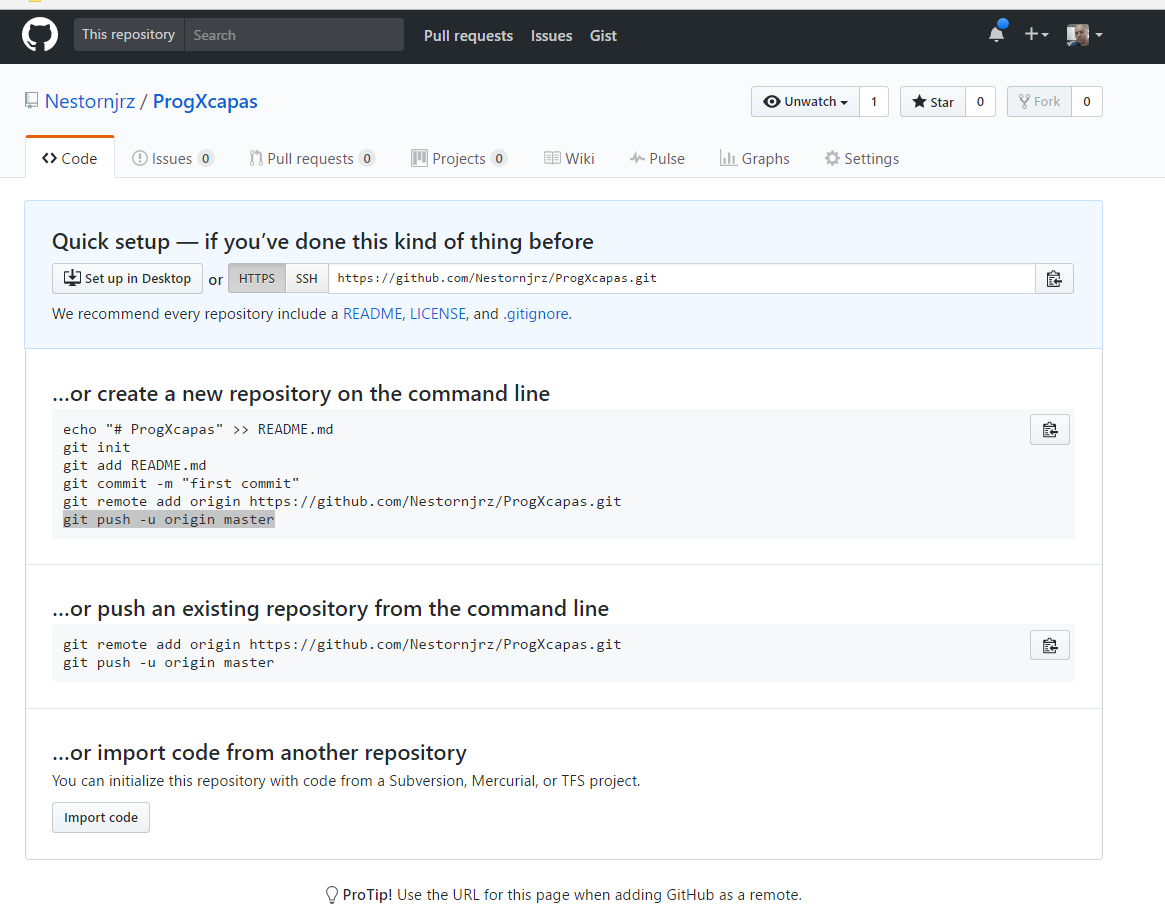 This repository Search Pull requests Issues Gist
Nestornjrz / ProgXcapas Unwatch 1 Star 0 Fork 0
Code Issues 0 Pull requests 0 Projects 0 Wiki Pulse Graphs Settings
Quick setup — if you’ve done this kind of thing before
Set up in Desktop or HTTPS SSH https://github.com/Nestornjrz/ProgXcapas.git
We recommend every repository include a README, LICENSE, and .gitignore.
…or create a new repository on the command line
echo "# ProgXcapas" >> README.md
git init
git add README.md
git commit -m "first commit"
git remote add origin https://github.com/Nestornjrz/ProgXcapas.git
git push -u origin master
…or push an existing repository from the command line
git remote add origin https://github.com/Nestornjrz/ProgXcapas.git
git push -u origin master
…or import code from another repository
You can initialize this repository with code from a Subversion, Mercurial, or TFS project.
Import code
ProTip! Use the URL for this page when adding GitHub as a remote.